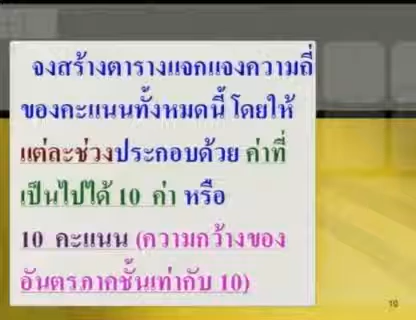 จงสร้างตารางแจกแจงความถี่
ของคะแนนทั้งหมดนี้ โดยให้
แต่ละช่วงประกอบด้วย ค่าที่
เป็นไปได้ 10 ค่า หรือ
10 คะแนน (ความกว้างของ
อันตรภาคชั้นเท่ากับ 10)
10